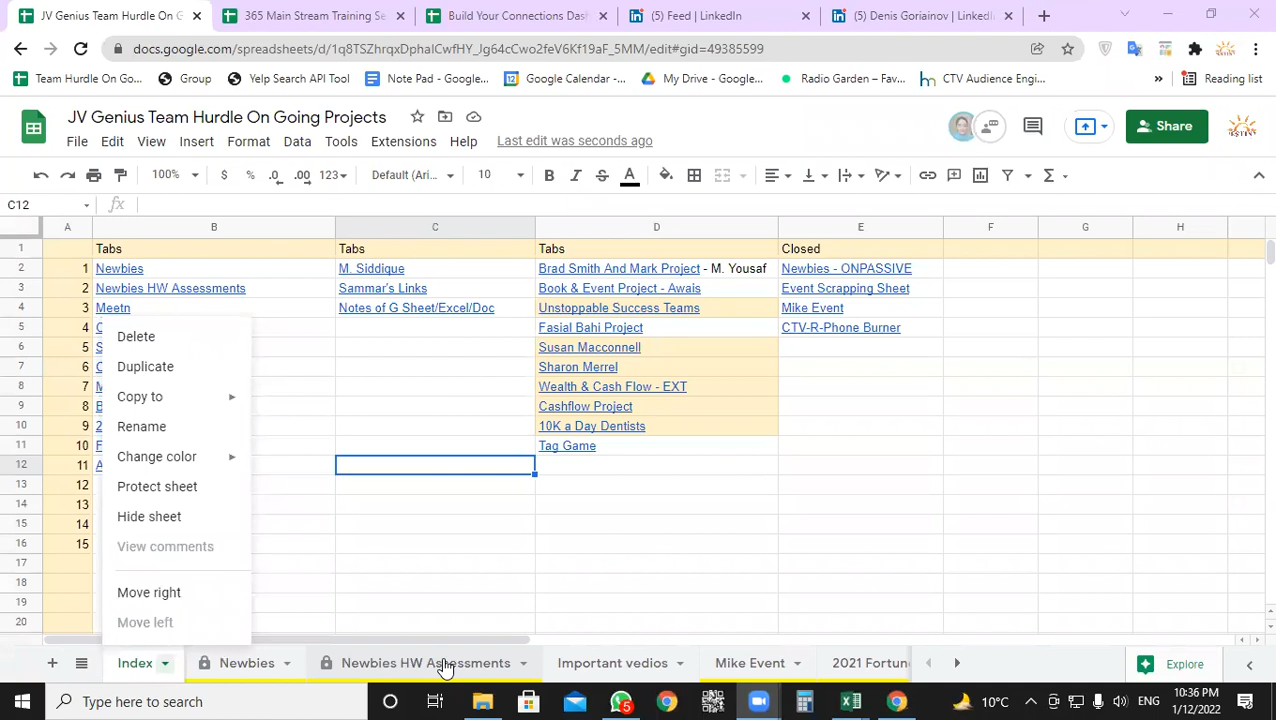 JV Genius Team Hurdle On Going
365 Main Stream Training Se
Build Your Connections Das
(5) Feed | LinkedIn
(5) Denis Goriainov | LinkedI
docs.google.com/spreadsheets/d/1q8TSZhrqxDphalCwfHY_Jg64cCwo2feV6Kf19aF_5MM/edit#gid=49385599
Team Hurdle On Go...
Group
Yelp Search API Tool
Note Pad - Google...
Google Calendar -...
My Drive - Google...
Radio Garden – Fav...
CTV Audience Engi...
»
Reading list
JV Genius Team Hurdle On Going Projects
File Edit View Insert Format Data Tools Extensions Help Last edit was seconds ago
Share
100% $ % .0 .00 123 Default (Ari... 10 B I S A
C12 fx
A B C D E F G H
1 Tabs Tabs Tabs Closed
2 1 Newbies M. Siddique Brad Smith And Mark Project - M. Yousaf Newbies - ONPASSIVE
3 2 Newbies HW Assessments Sammar's Links Book & Event Project - Awais Event Scrapping Sheet
4 3 Meetn Notes of G Sheet/Excel/Doc Unstoppable Success Teams Mike Event
5 4 Fasial Bahi Project CTV-R-Phone Burner
6 5 Susan Macconnell
7 6 Sharon Merrel
8 7 Wealth & Cash Flow - EXT
9 8 Cashflow Project
10 9 10K a Day Dentists
11 10 Tag Game
12 11
13 12
14 13
15 14
16 15
17
18
19
20
Delete
Duplicate
Copy to
Rename
Change color
Protect sheet
Hide sheet
View comments
Move right
Move left
Index Newbies Newbies HW Assessments Important vedios Mike Event 2021 Fortun Explore
Type here to search
5
10°C
ENG
10:36 PM
1/12/2022